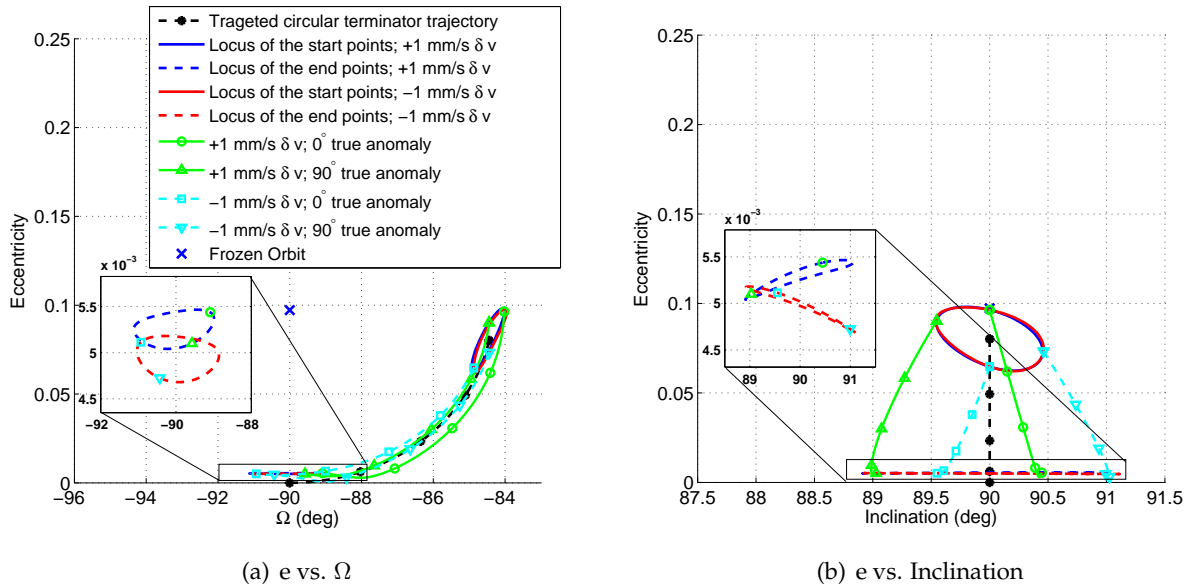 Trageted circular terminator trajectory
Locus of the start points; +1 mm/s δ v
Locus of the end points; +1 mm/s δ v
Locus of the start points; −1 mm/s δ v
Locus of the end points; −1 mm/s δ v
+1 mm/s δ v; 0° true anomaly
+1 mm/s δ v; 90° true anomaly
−1 mm/s δ v; 0° true anomaly
−1 mm/s δ v; 90° true anomaly
Frozen Orbit
0.25
0.2
0.15
0.1
0.05
0
Eccentricity
x 10⁻³
5.5
5
4.5
−92 −90 −88
−96 −94 −92 −90 −88 −86 −84
Ω (deg)
(a) e vs. Ω
0.25
0.2
0.15
0.1
0.05
0
Eccentricity
x 10⁻³
5.5
5
4.5
89 90 91
87.5 88 88.5 89 89.5 90 90.5 91 91.5
Inclination (deg)
(b) e vs. Inclination